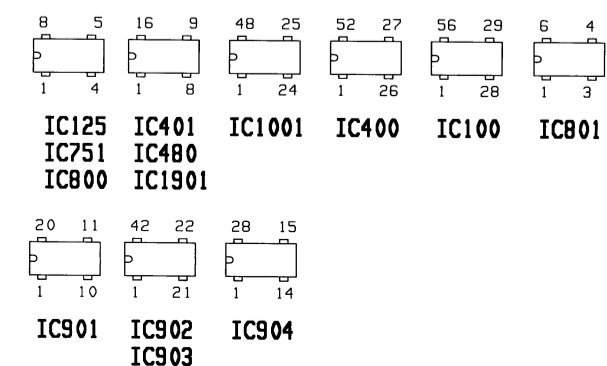 8 5 16 9 48 25 52 27 56 29 6 4
1 4 1 8 1 24 1 26 1 28 1 3
IC125 IC401 IC1001 IC400 IC100 IC801
IC751 IC480
IC800 IC1901
20 11 42 22 28 15
1 10 1 21 1 14
IC901 IC902 IC904
IC903